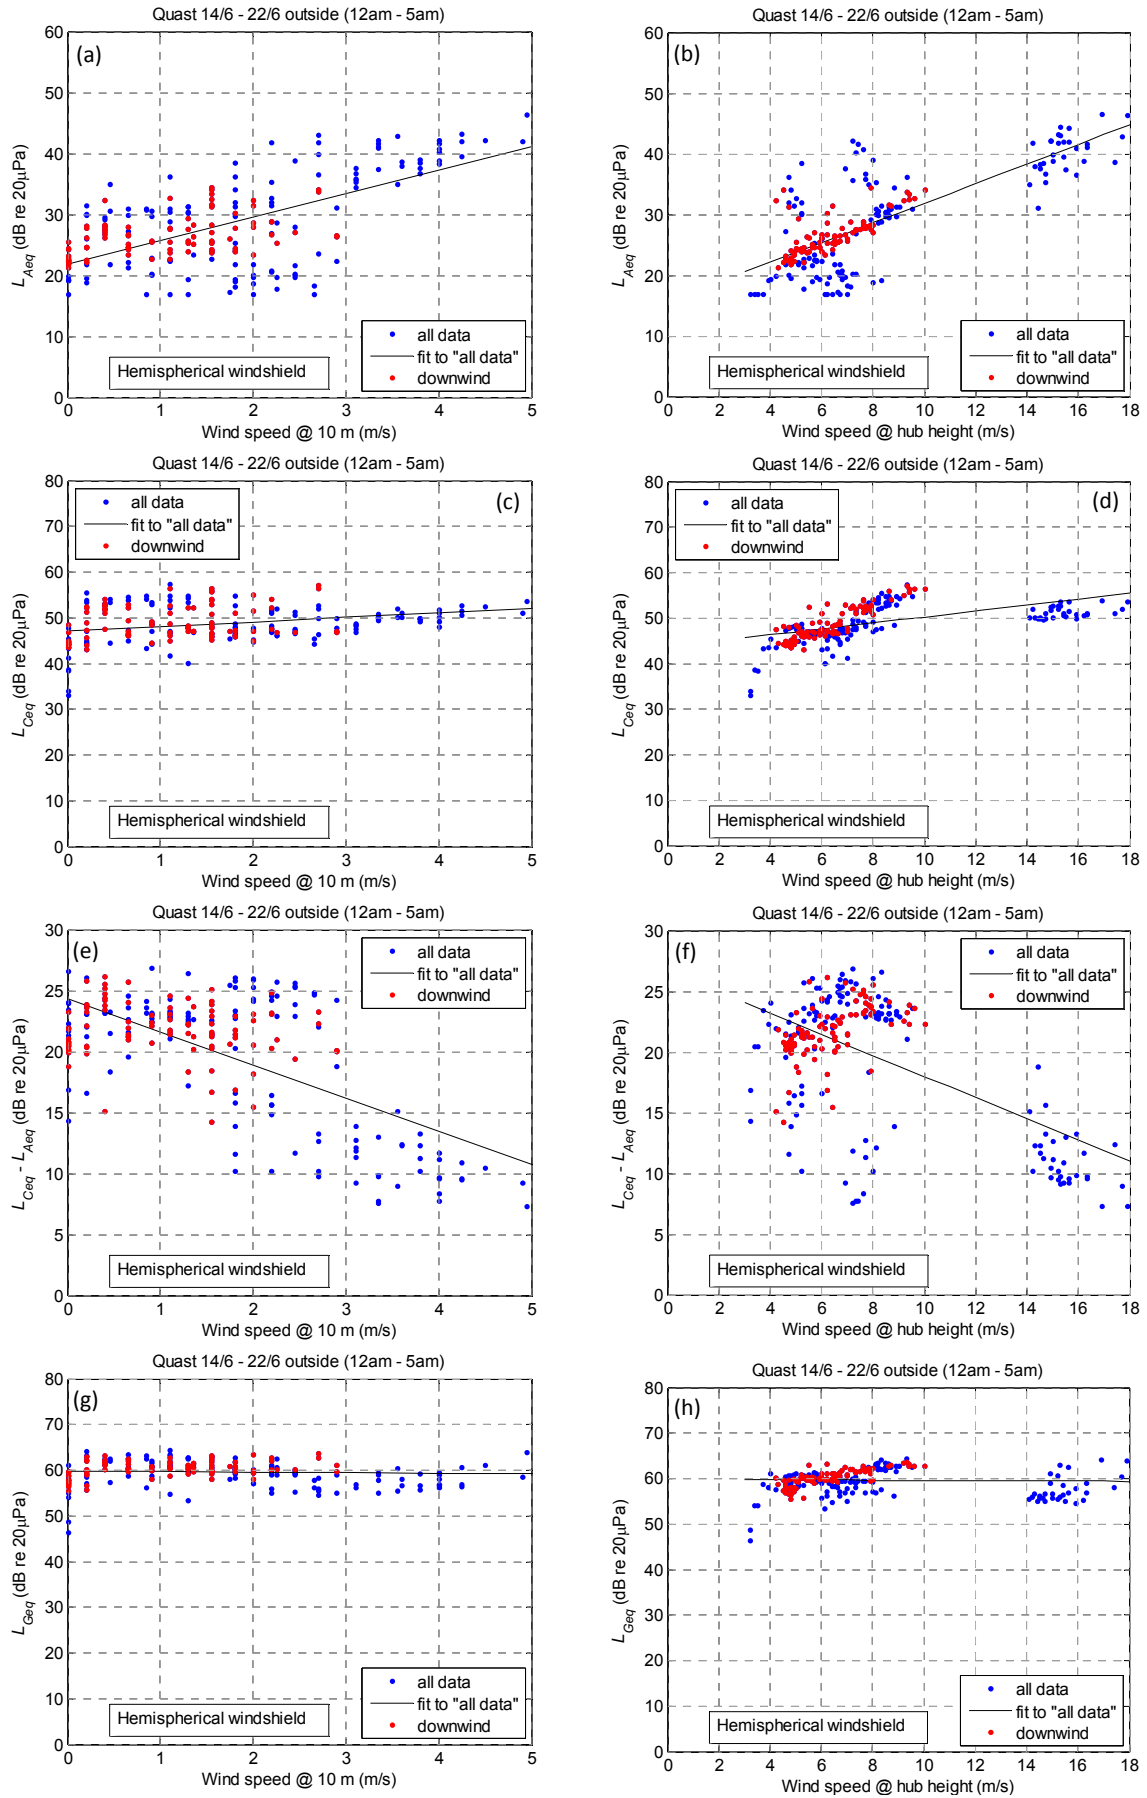 Quast 14/6 - 22/6 outside (12am - 5am)
(a)
60
50
40
30
20
10
0
L_Aeq (dB re 20µPa)
all data
fit to "all data"
downwind
Hemispherical windshield
0 1 2 3 4 5
Wind speed @ 10 m (m/s)
Quast 14/6 - 22/6 outside (12am - 5am)
(b)
60
50
40
30
20
10
0
L_Aeq (dB re 20µPa)
all data
fit to "all data"
downwind
Hemispherical windshield
0 2 4 6 8 10 12 14 16 18
Wind speed @ hub height (m/s)
Quast 14/6 - 22/6 outside (12am - 5am)
(c)
80
70
60
50
40
30
20
10
0
L_Ceq (dB re 20µPa)
all data
fit to "all data"
downwind
Hemispherical windshield
0 1 2 3 4 5
Wind speed @ 10 m (m/s)
Quast 14/6 - 22/6 outside (12am - 5am)
(d)
80
70
60
50
40
30
20
10
0
L_Ceq (dB re 20µPa)
all data
fit to "all data"
downwind
Hemispherical windshield
0 2 4 6 8 10 12 14 16 18
Wind speed @ hub height (m/s)
Quast 14/6 - 22/6 outside (12am - 5am)
(e)
30
25
20
15
10
5
0
L_Ceq - L_Aeq (dB re 20µPa)
all data
fit to "all data"
downwind
Hemispherical windshield
0 1 2 3 4 5
Wind speed @ 10 m (m/s)
Quast 14/6 - 22/6 outside (12am - 5am)
(f)
30
25
20
15
10
5
0
L_Ceq - L_Aeq (dB re 20µPa)
all data
fit to "all data"
downwind
Hemispherical windshield
0 2 4 6 8 10 12 14 16 18
Wind speed @ hub height (m/s)
Quast 14/6 - 22/6 outside (12am - 5am)
(g)
80
70
60
50
40
30
20
10
0
L_Geq (dB re 20µPa)
all data
fit to "all data"
downwind
Hemispherical windshield
0 1 2 3 4 5
Wind speed @ 10 m (m/s)
Quast 14/6 - 22/6 outside (12am - 5am)
(h)
80
70
60
50
40
30
20
10
0
L_Geq (dB re 20µPa)
all data
fit to "all data"
downwind
Hemispherical windshield
0 2 4 6 8 10 12 14 16 18
Wind speed @ hub height (m/s)